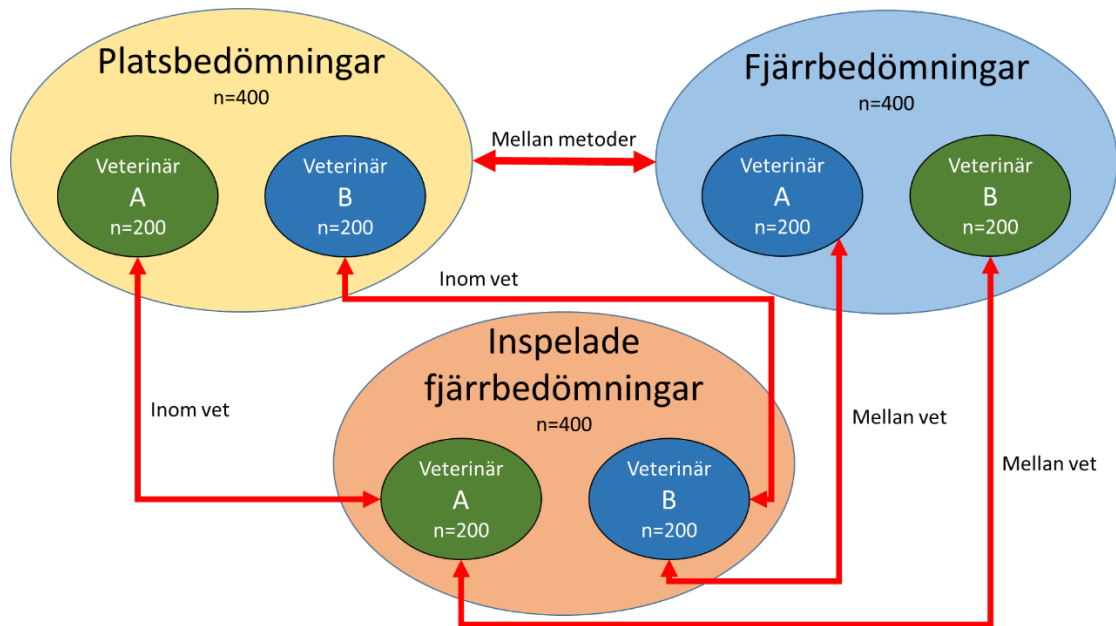 Platsbedömningar
n=400
Veterinär
A
n=200
Veterinär
B
n=200
Mellan metoder
Fjärrbedömningar
n=400
Veterinär
A
n=200
Veterinär
B
n=200
Inom vet
Inom vet
Inspelade
fjärrbedömningar
n=400
Veterinär
A
n=200
Veterinär
B
n=200
Mellan vet
Mellan vet